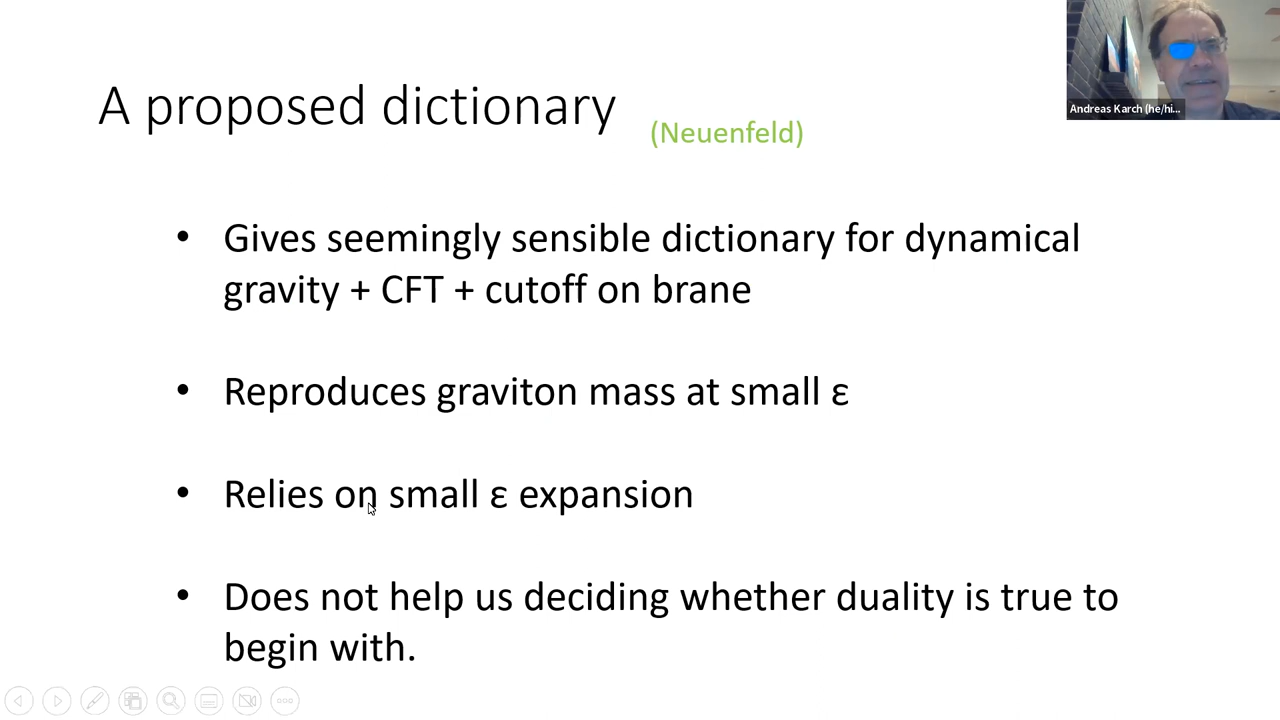 Andreas Karch (he/hi...
A proposed dictionary
(Neuenfeld)
• Gives seemingly sensible dictionary for dynamical
gravity + CFT + cutoff on brane
• Reproduces graviton mass at small ε
• Relies on small ε expansion
• Does not help us deciding whether duality is true to
begin with.